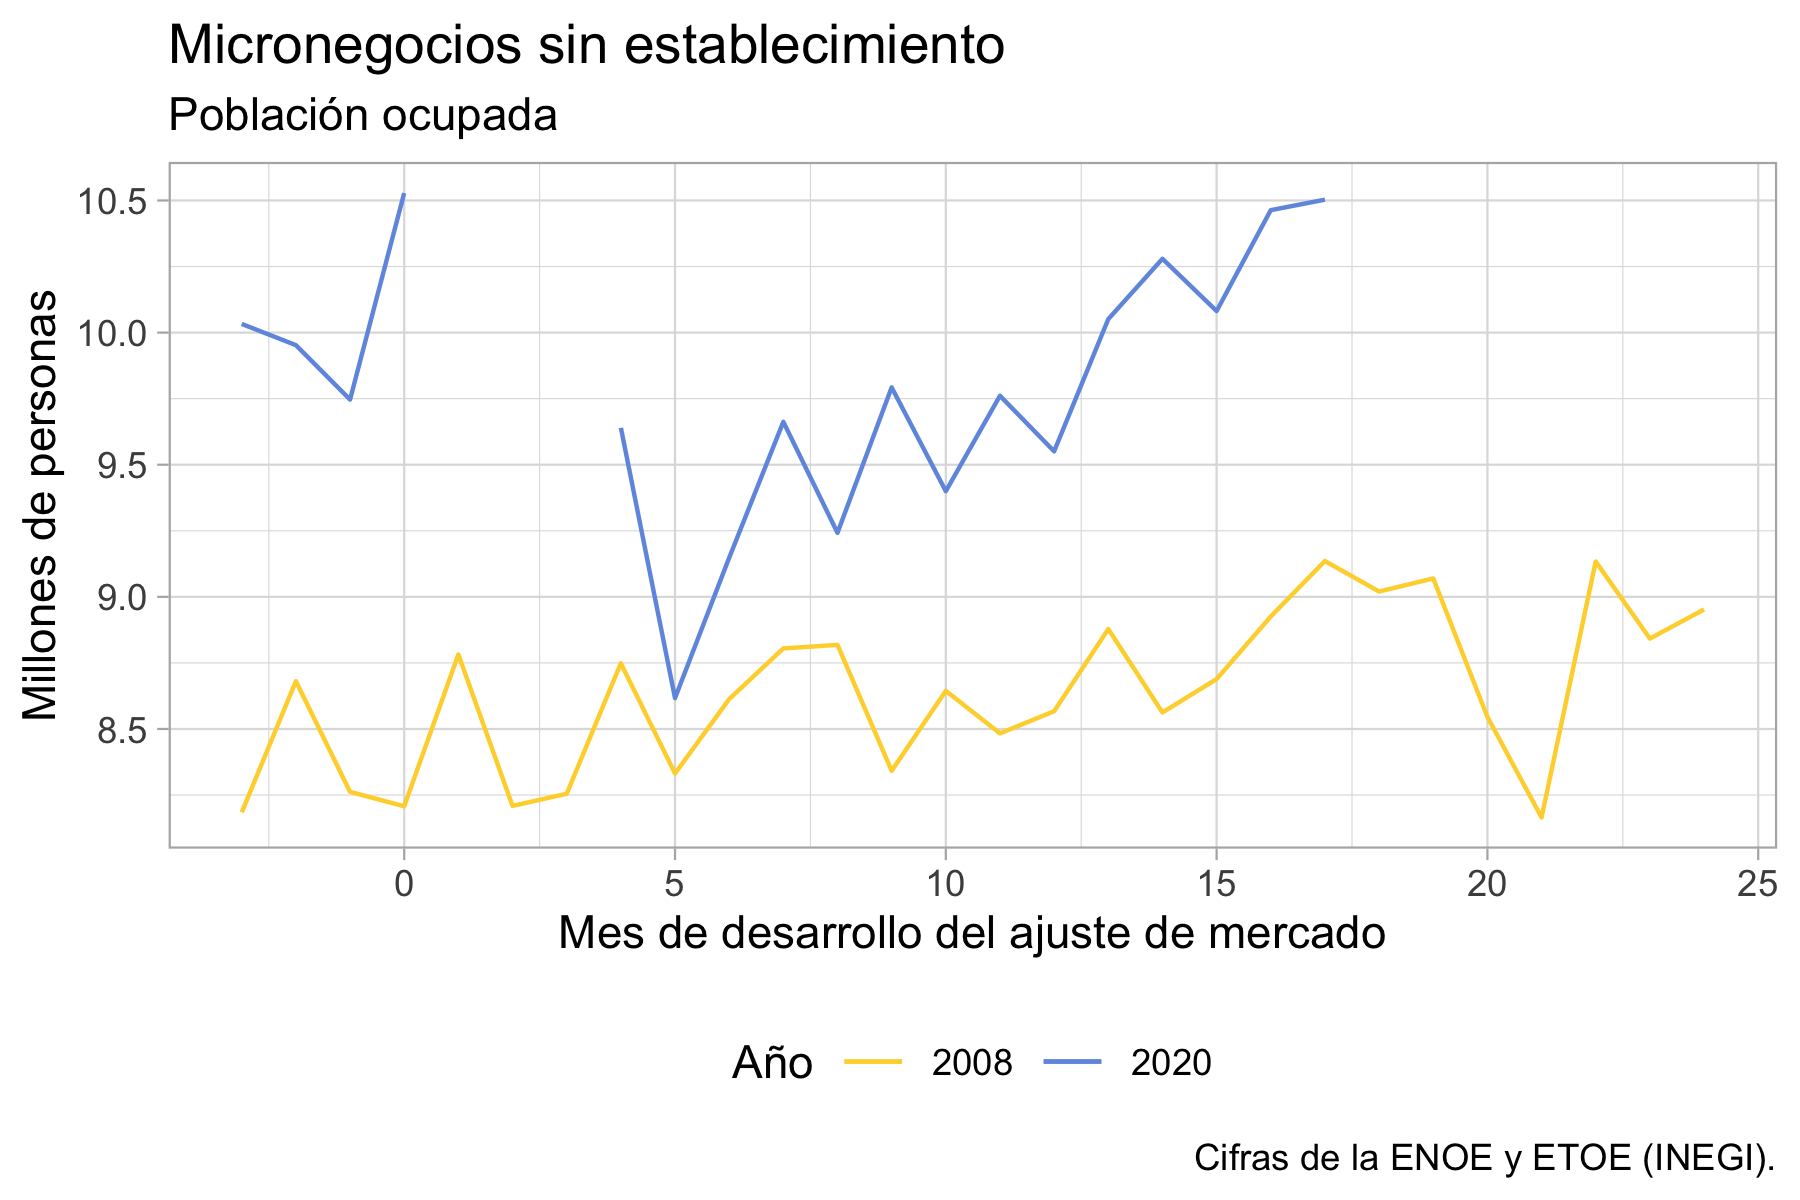 Micronegocios sin establecimiento
Población ocupada
Millones de personas
10.5
10.0
9.5
9.0
8.5
0 5 10 15 20 25
Mes de desarrollo del ajuste de mercado
Año 2008 2020
Cifras de la ENOE y ETOE (INEGI).